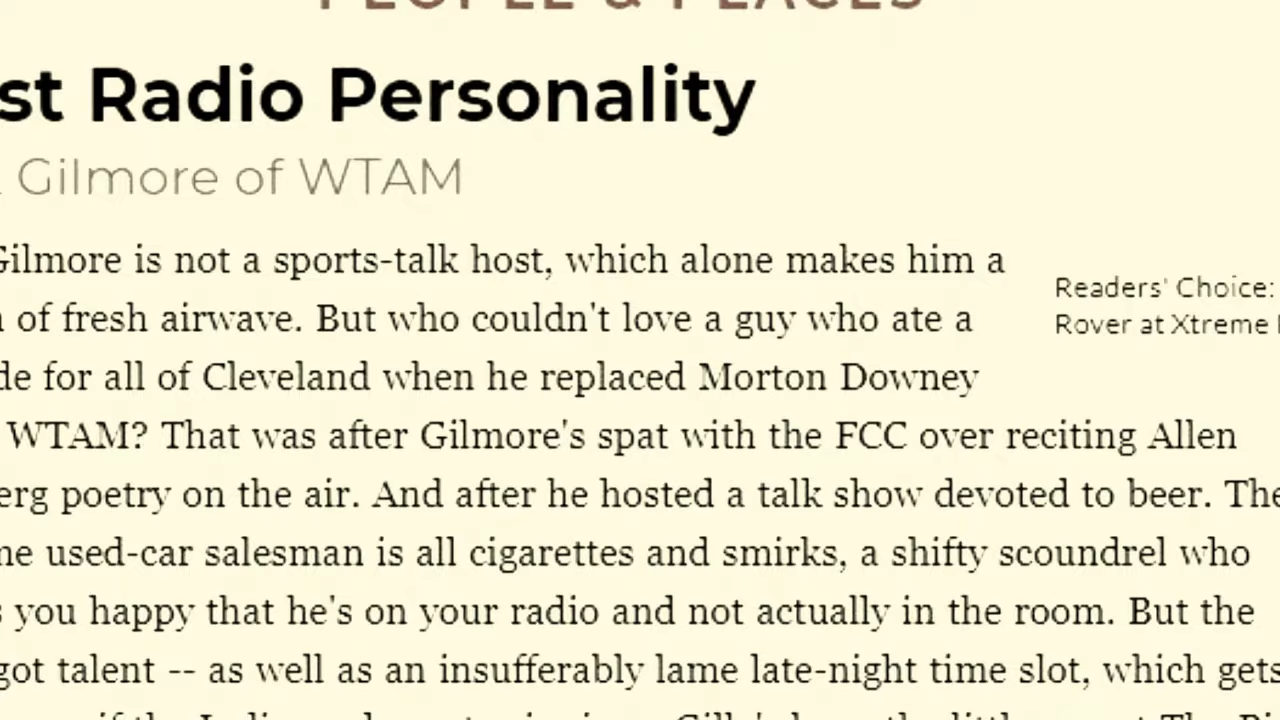 PEOPLE & PLACES
st Radio Personality
Gilmore of WTAM
Gilmore is not a sports-talk host, which alone makes him a
of fresh airwave. But who couldn't love a guy who ate a
de for all of Cleveland when he replaced Morton Downey
WTAM? That was after Gilmore's spat with the FCC over reciting Allen
erg poetry on the air. And after he hosted a talk show devoted to beer. The
me used-car salesman is all cigarettes and smirks, a shifty scoundrel who
s you happy that he's on your radio and not actually in the room. But the
got talent -- as well as an insufferably lame late-night time slot, which gets
Readers' Choice:
Rover at Xtreme